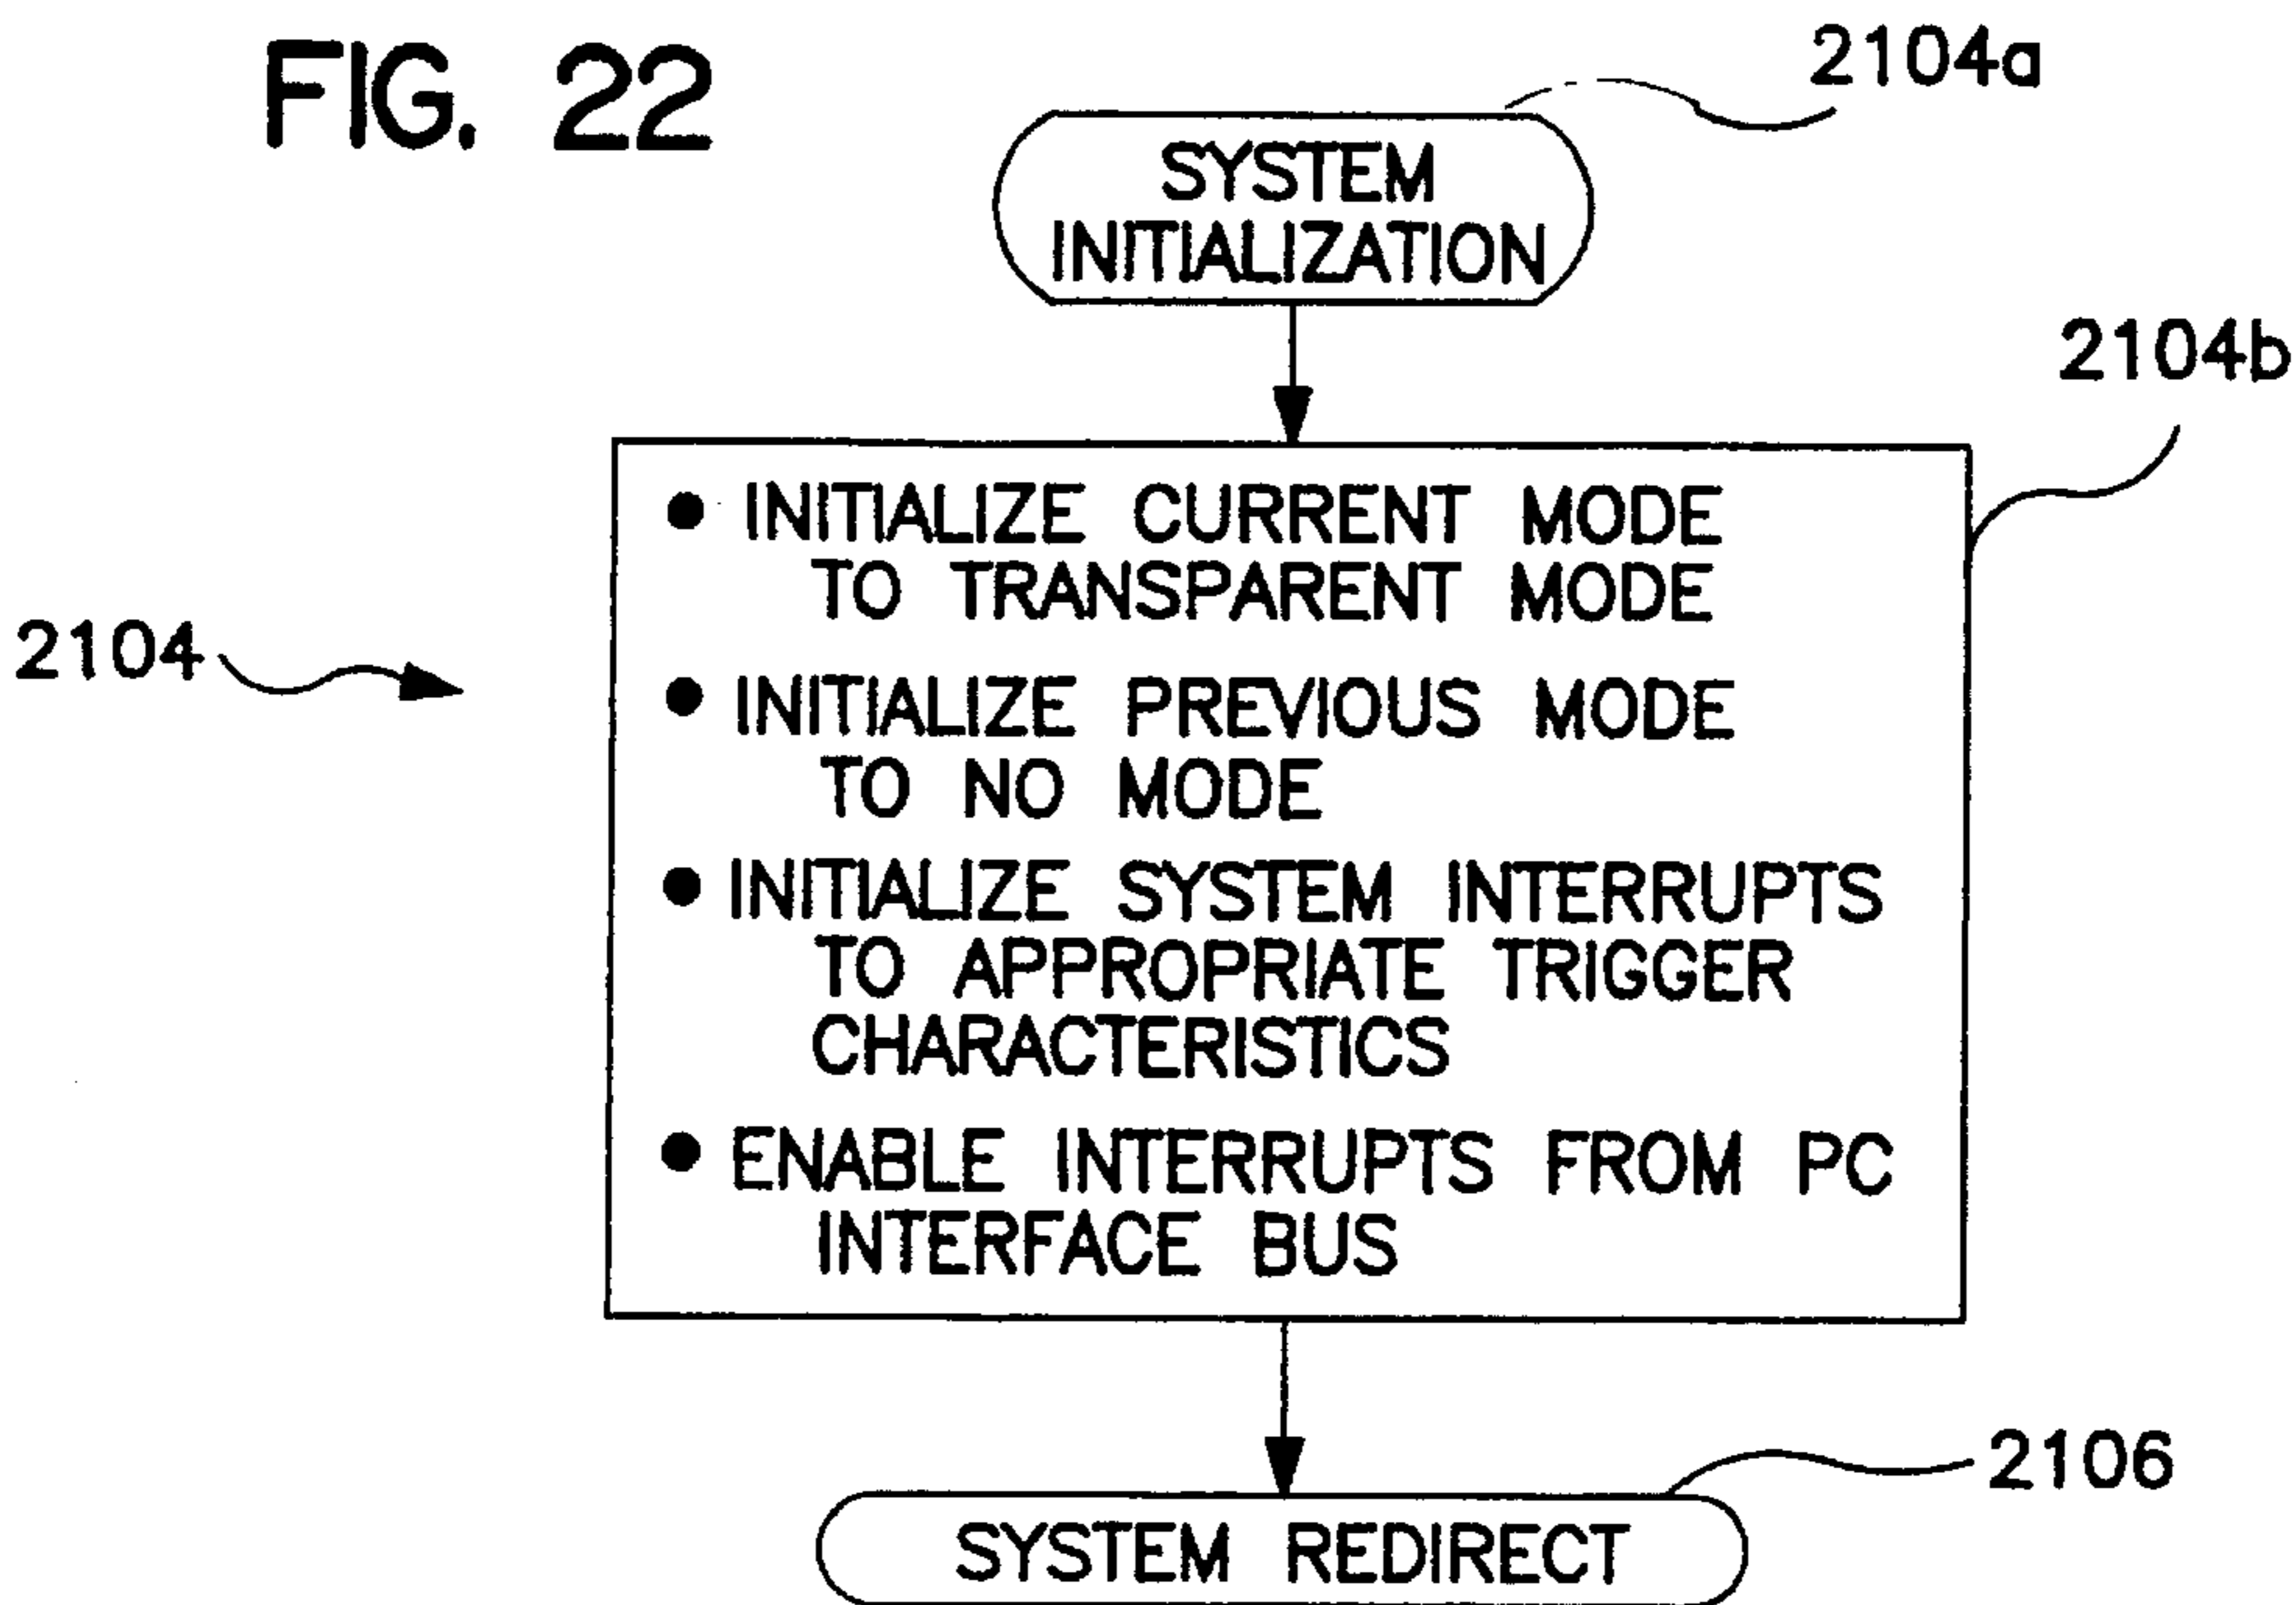 FIG. 22
2104a
SYSTEM
INITIALIZATION
2104b
● INITIALIZE CURRENT MODE
TO TRANSPARENT MODE
2104
● INITIALIZE PREVIOUS MODE
TO NO MODE
● INITIALIZE SYSTEM INTERRUPTS
TO APPROPRIATE TRIGGER
CHARACTERISTICS
● ENABLE INTERRUPTS FROM PC
INTERFACE BUS
2106
SYSTEM REDIRECT